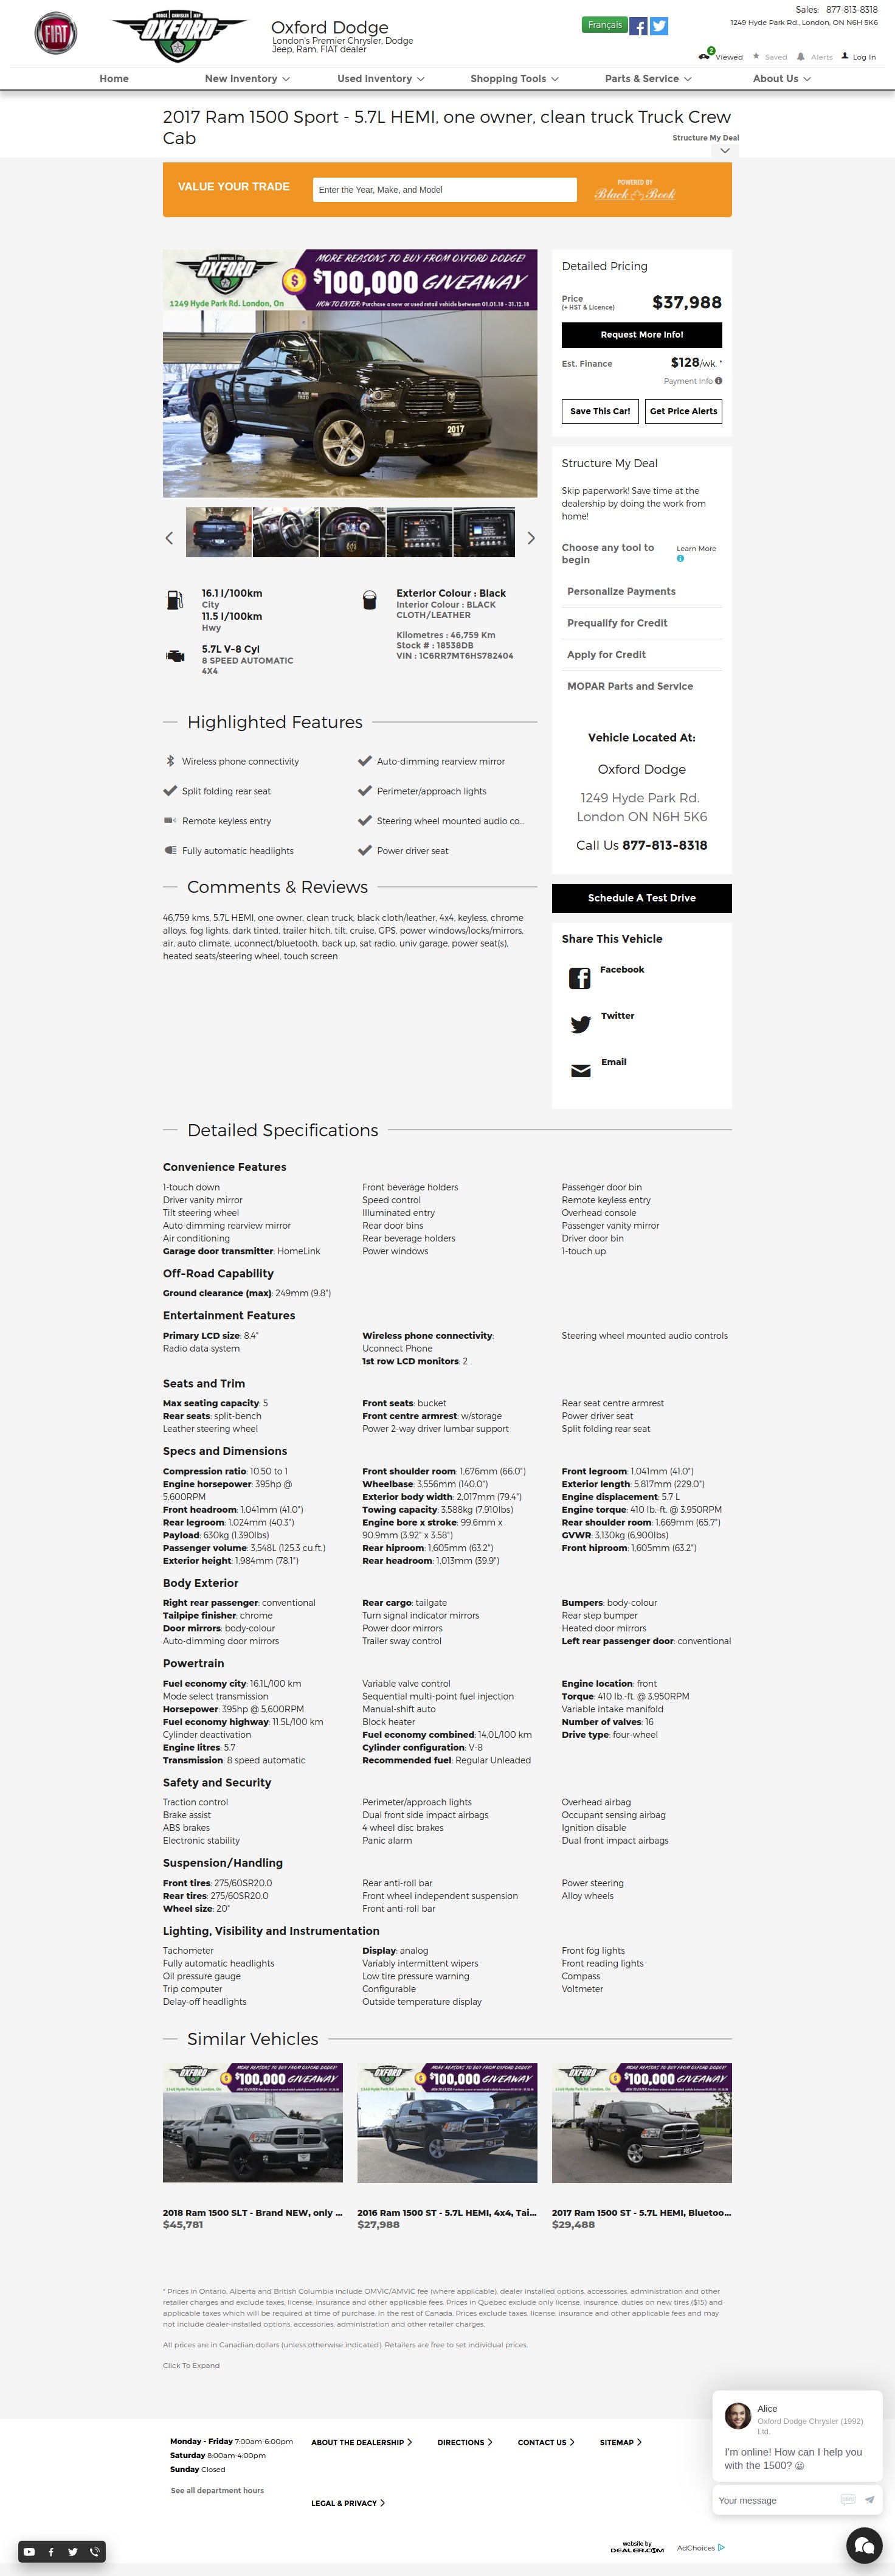 FIAT
OXFORD
Oxford Dodge
London's Premier Chrysler, Dodge
Jeep, Ram, FIAT dealer
Français
Sales: 877-813-8318
1249 Hyde Park Rd., London, ON N6H 5K6
2 Viewed Saved Alerts Log In
Home New Inventory Used Inventory Shopping Tools Parts & Service About Us
2017 Ram 1500 Sport - 5.7L HEMI, one owner, clean truck Truck Crew
Cab
Structure My Deal
VALUE YOUR TRADE
Enter the Year, Make, and Model
POWERED BY
Black Book
OXFORD
1249 Hyde Park Rd. London, On
MORE REASONS TO BUY FROM OXFORD DODGE!
$100,000 GIVEAWAY
HOW TO ENTER: Purchase a new or used retail vehicle between 01.01.18 - 31.12.18
2017
Detailed Pricing
Price
(+ HST & Licence)
$37,988
Request More Info!
Est. Finance $128/wk. *
Payment Info
Save This Car! Get Price Alerts
Structure My Deal
Skip paperwork! Save time at the
dealership by doing the work from
home!
Choose any tool to
begin
Learn More
Personalize Payments
Prequalify for Credit
Apply for Credit
MOPAR Parts and Service
Vehicle Located At:
Oxford Dodge
1249 Hyde Park Rd.
London ON N6H 5K6
Call Us 877-813-8318
Schedule A Test Drive
Share This Vehicle
Facebook
Twitter
Email
16.1 l/100km
City
11.5 l/100km
Hwy
5.7L V-8 Cyl
8 SPEED AUTOMATIC
4X4
Exterior Colour : Black
Interior Colour : BLACK
CLOTH/LEATHER
Kilometres : 46,759 Km
Stock # : 18538DB
VIN : 1C6RR7MT6HS782404
Highlighted Features
Wireless phone connectivity Auto-dimming rearview mirror
Split folding rear seat Perimeter/approach lights
Remote keyless entry Steering wheel mounted audio co...
Fully automatic headlights Power driver seat
Comments & Reviews
46,759 kms, 5.7L HEMI, one owner, clean truck, black cloth/leather, 4x4, keyless, chrome
alloys, fog lights, dark tinted, trailer hitch, tilt, cruise, GPS, power windows/locks/mirrors,
air, auto climate, uconnect/bluetooth, back up, sat radio, univ garage, power seat(s),
heated seats/steering wheel, touch screen
Detailed Specifications
Convenience Features
1-touch down Front beverage holders Passenger door bin
Driver vanity mirror Speed control Remote keyless entry
Tilt steering wheel Illuminated entry Overhead console
Auto-dimming rearview mirror Rear door bins Passenger vanity mirror
Air conditioning Rear beverage holders Driver door bin
Garage door transmitter: HomeLink Power windows 1-touch up
Off-Road Capability
Ground clearance (max): 249mm (9.8")
Entertainment Features
Primary LCD size: 8.4" Wireless phone connectivity: Steering wheel mounted audio controls
Radio data system Uconnect Phone
1st row LCD monitors: 2
Seats and Trim
Max seating capacity: 5 Front seats: bucket Rear seat centre armrest
Rear seats: split-bench Front centre armrest: w/storage Power driver seat
Leather steering wheel Power 2-way driver lumbar support Split folding rear seat
Specs and Dimensions
Compression ratio: 10.50 to 1 Front shoulder room: 1,676mm (66.0") Front legroom: 1,041mm (41.0")
Engine horsepower: 395hp @ Wheelbase: 3,556mm (140.0") Exterior length: 5,817mm (229.0")
5,600RPM Exterior body width: 2,017mm (79.4") Engine displacement: 5.7 L
Front headroom: 1,041mm (41.0") Towing capacity: 3,588kg (7,910lbs) Engine torque: 410 lb.-ft. @ 3,950RPM
Rear legroom: 1,024mm (40.3") Engine bore x stroke: 99.6mm x Rear shoulder room: 1,669mm (65.7")
Payload: 630kg (1,390lbs) 90.9mm (3.92" x 3.58") GVWR: 3,130kg (6,900lbs)
Passenger volume: 3,548L (125.3 cu.ft.) Rear hiproom: 1,605mm (63.2") Front hiproom: 1,605mm (63.2")
Exterior height: 1,984mm (78.1") Rear headroom: 1,013mm (39.9")
Body Exterior
Right rear passenger: conventional Rear cargo: tailgate Bumpers: body-colour
Tailpipe finisher: chrome Turn signal indicator mirrors Rear step bumper
Door mirrors: body-colour Power door mirrors Heated door mirrors
Auto-dimming door mirrors Trailer sway control Left rear passenger door: conventional
Powertrain
Fuel economy city: 16.1L/100 km Variable valve control Engine location: front
Mode select transmission Sequential multi-point fuel injection Torque: 410 lb.-ft. @ 3,950RPM
Horsepower: 395hp @ 5,600RPM Manual-shift auto Variable intake manifold
Fuel economy highway: 11.5L/100 km Block heater Number of valves: 16
Cylinder deactivation Fuel economy combined: 14.0L/100 km Drive type: four-wheel
Engine litres: 5.7 Cylinder configuration: V-8
Transmission: 8 speed automatic Recommended fuel: Regular Unleaded
Safety and Security
Traction control Perimeter/approach lights Overhead airbag
Brake assist Dual front side impact airbags Occupant sensing airbag
ABS brakes 4 wheel disc brakes Ignition disable
Electronic stability Panic alarm Dual front impact airbags
Suspension/Handling
Front tires: 275/60SR20.0 Rear anti-roll bar Power steering
Rear tires: 275/60SR20.0 Front wheel independent suspension Alloy wheels
Wheel size: 20" Front anti-roll bar
Lighting, Visibility and Instrumentation
Tachometer Display: analog Front fog lights
Fully automatic headlights Variably intermittent wipers Front reading lights
Oil pressure gauge Low tire pressure warning Compass
Trip computer Configurable Voltmeter
Delay-off headlights Outside temperature display
Similar Vehicles
OXFORD MORE REASONS TO BUY FROM OXFORD DODGE! $100,000 GIVEAWAY
OXFORD MORE REASONS TO BUY FROM OXFORD DODGE! $100,000 GIVEAWAY
OXFORD MORE REASONS TO BUY FROM OXFORD DODGE! $100,000 GIVEAWAY
2018 Ram 1500 SLT - Brand NEW, only ... 2016 Ram 1500 ST - 5.7L HEMI, 4x4, Tai... 2017 Ram 1500 ST - 5.7L HEMI, Bluetoo...
$45,781 $27,988 $29,488
* Prices in Ontario, Alberta and British Columbia include OMVIC/AMVIC fee (where applicable), dealer installed options, accessories, administration and other
retailer charges and exclude taxes, license, insurance and other applicable fees. Prices in Quebec exclude only license, insurance, duties on new tires ($15) and
applicable taxes which will be required at time of purchase. In the rest of Canada, Prices exclude taxes, license, insurance and other applicable fees and may
not include dealer-installed options, accessories, administration and other retailer charges.
All prices are in Canadian dollars (unless otherwise indicated). Retailers are free to set individual prices.
Click To Expand
Alice
Oxford Dodge Chrysler (1992)
Ltd.
I'm online! How can I help you
with the 1500?
Your message
SMS
Monday - Friday 7:00am-6:00pm
Saturday 8:00am-4:00pm
Sunday Closed
See all department hours
ABOUT THE DEALERSHIP DIRECTIONS CONTACT US SITEMAP
LEGAL & PRIVACY
website by
DEALER.COM
AdChoices